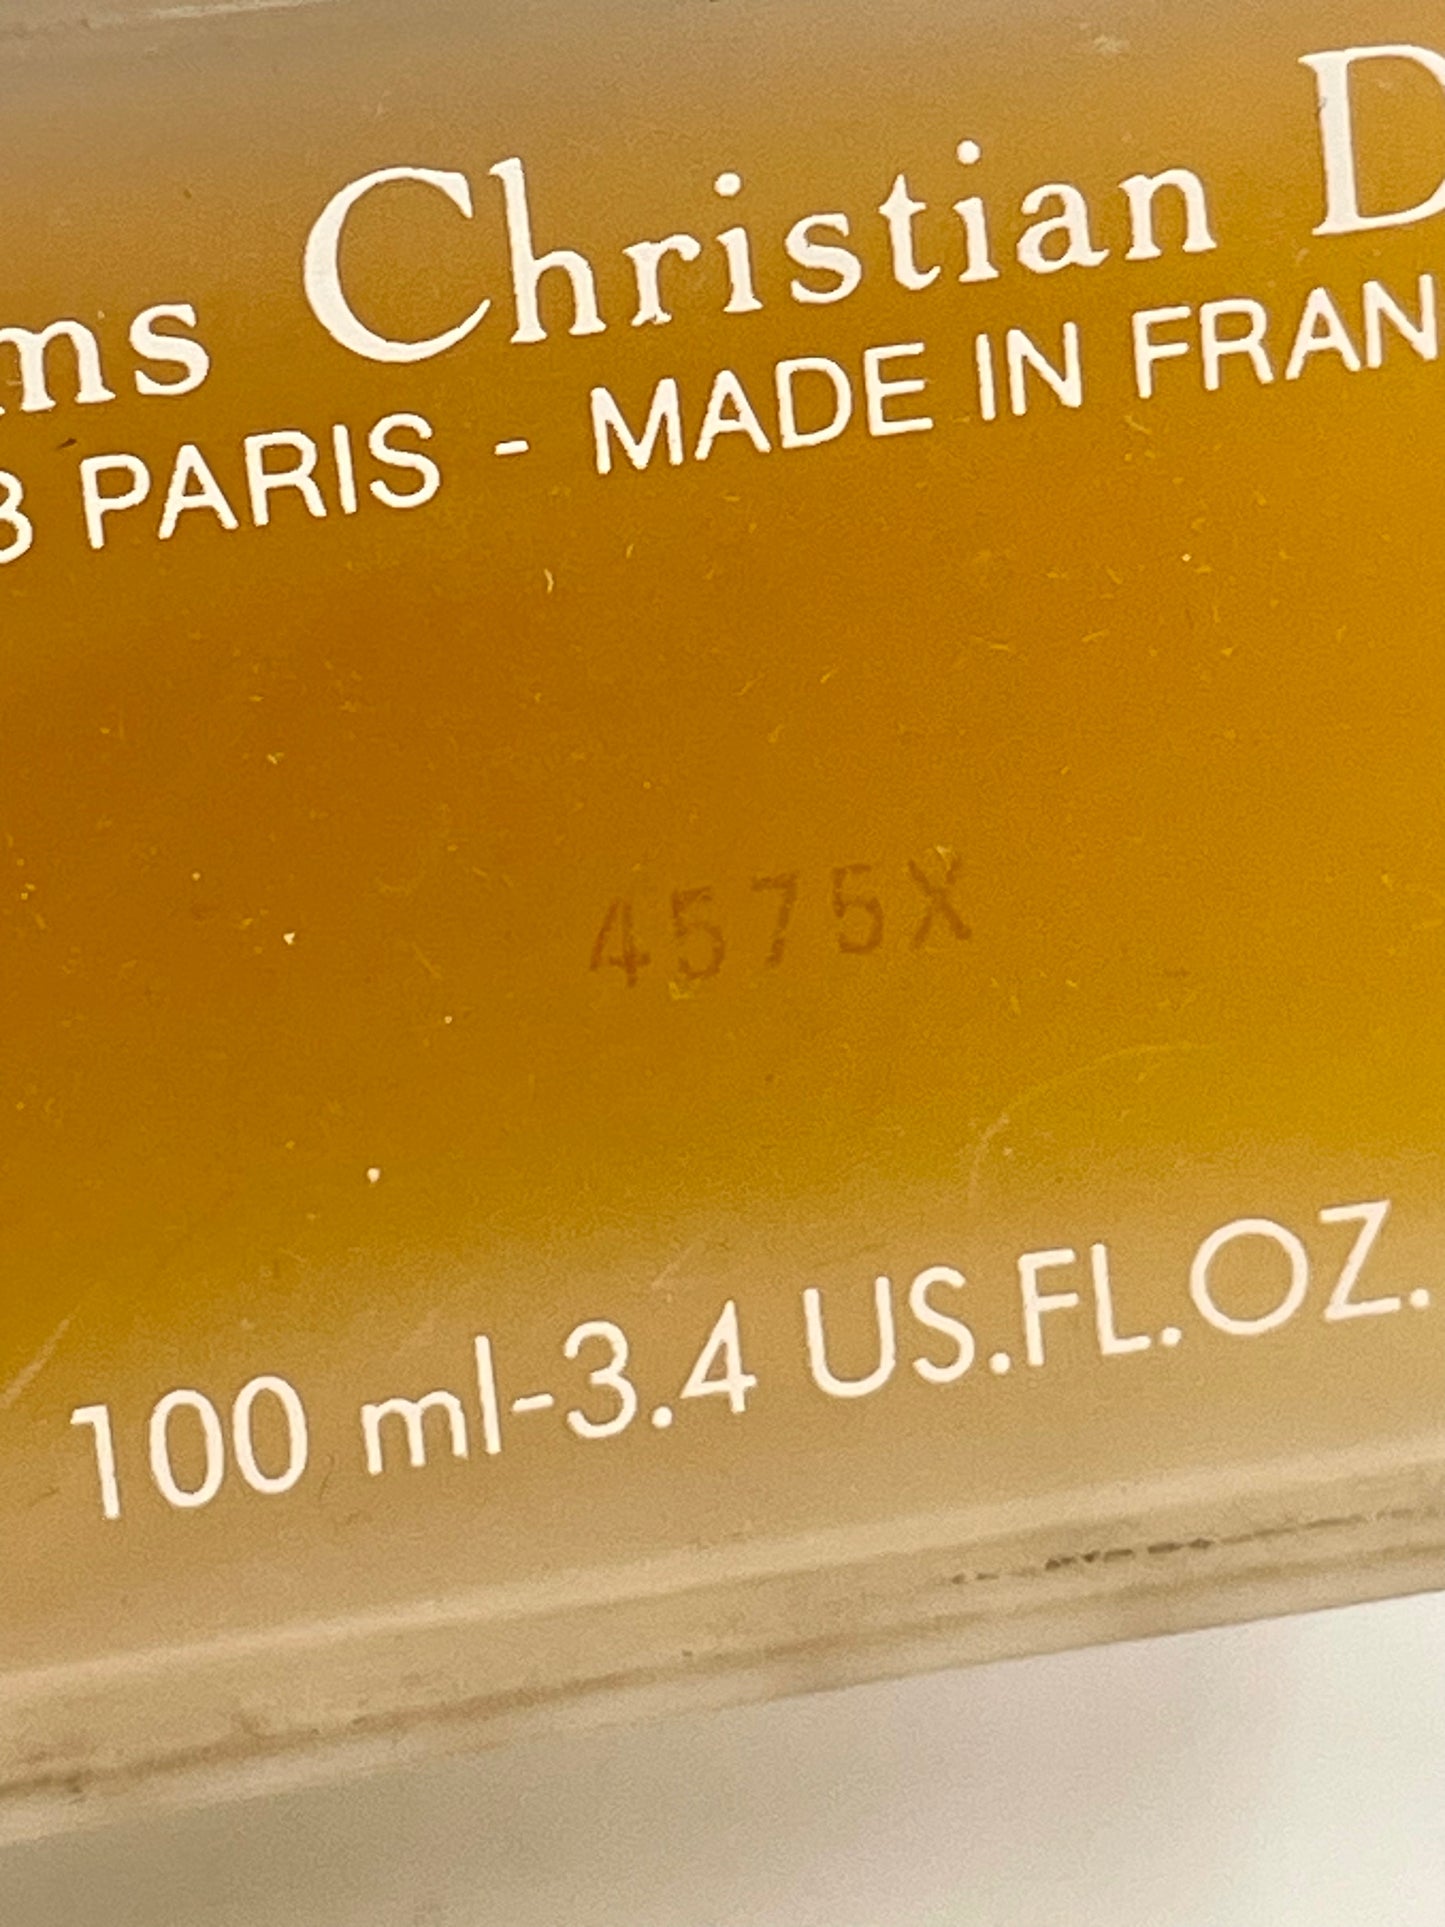 ms Christian D
3 PARIS - MADE IN FRAN
4575X
100 ml-3.4 US.FL.OZ.